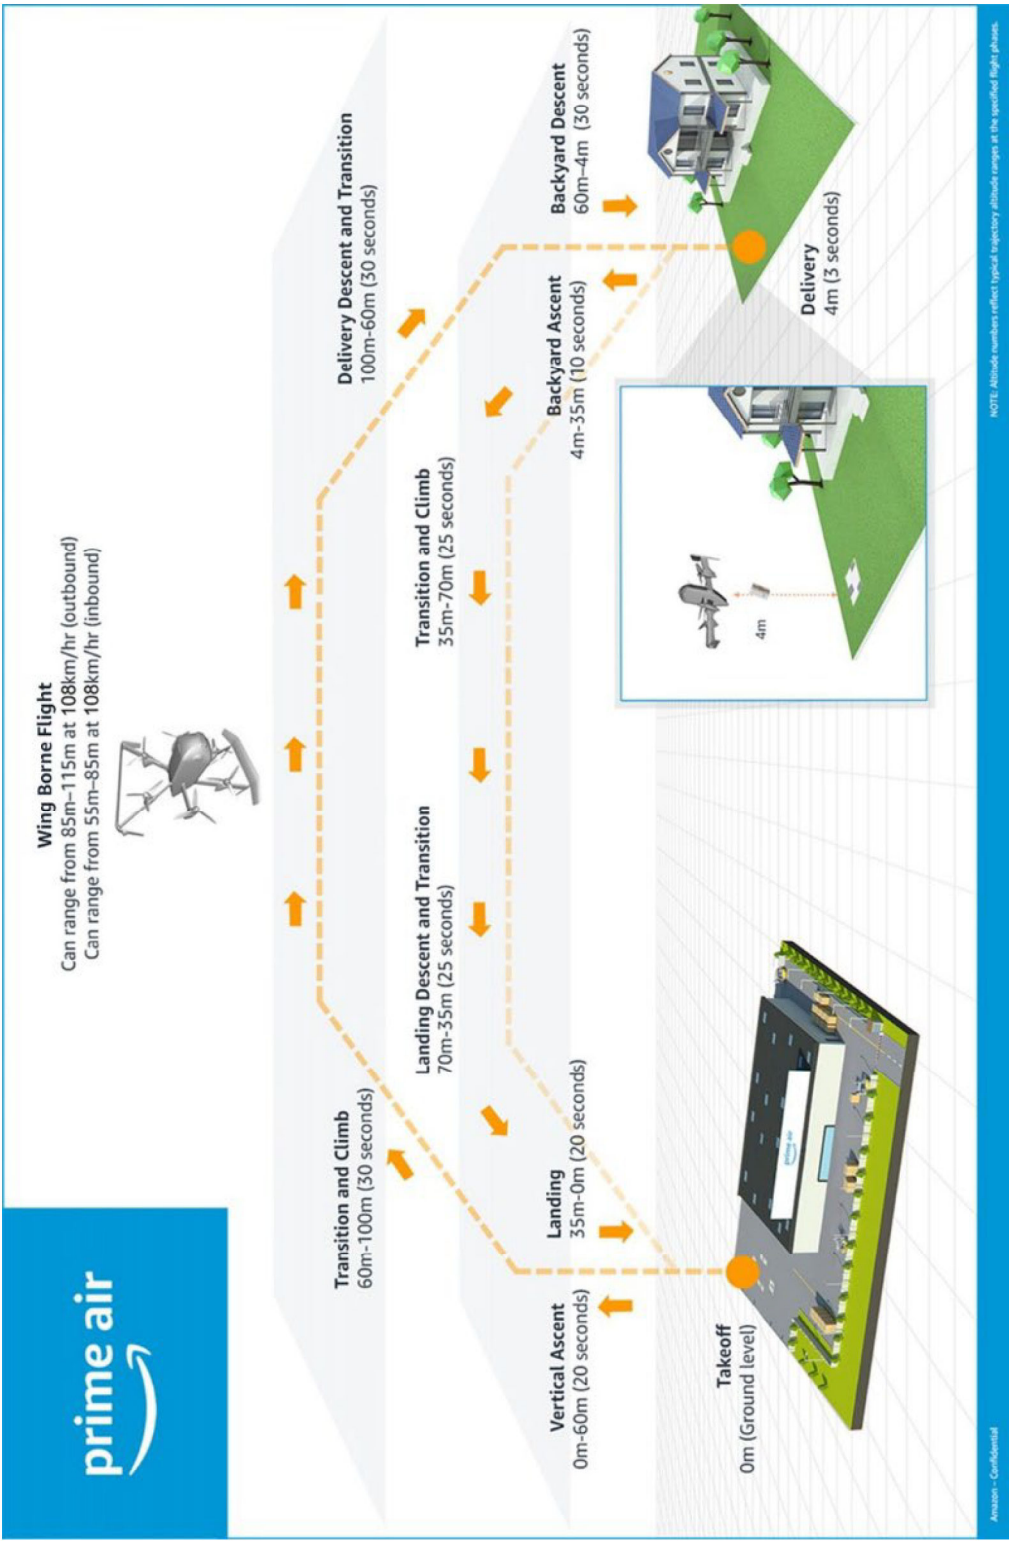 prime air
Wing Borne Flight
Can range from 85m–115m at 108km/hr (outbound)
Can range from 55m–85m at 108km/hr (inbound)
Transition and Climb
60m-100m (30 seconds)
Delivery Descent and Transition
100m-60m (30 seconds)
Landing Descent and Transition
70m-35m (25 seconds)
Transition and Climb
35m-70m (25 seconds)
Vertical Ascent
0m-60m (20 seconds)
Landing
35m-0m (20 seconds)
Backyard Ascent
4m-35m (10 seconds)
Backyard Descent
60m–4m (30 seconds)
Takeoff
0m (Ground level)
prime air
4m
Delivery
4m (3 seconds)
Amazon – Confidential
NOTE: Altitude numbers reflect typical trajectory altitude ranges at the specified flight phases.